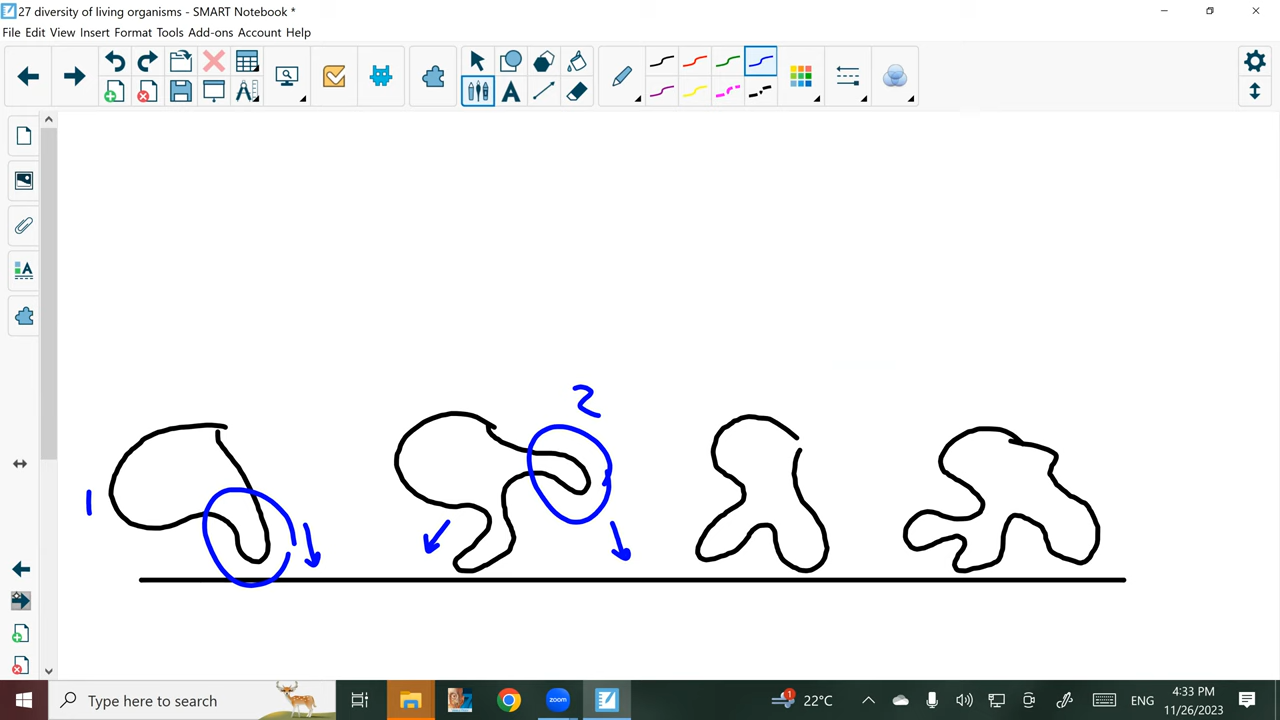 27 diversity of living organisms - SMART Notebook *
File Edit View Insert Format Tools Add-ons Account Help
2
1
Type here to search
1
22°C
ENG
4:33 PM
11/26/2023